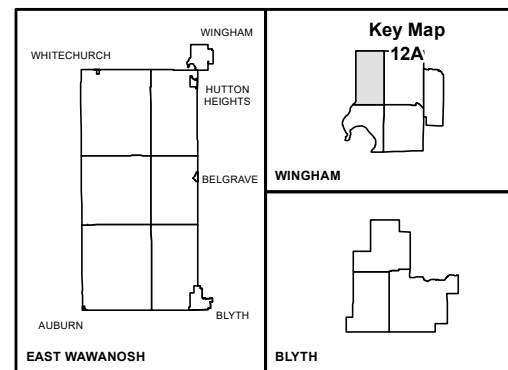 WINGHAM
WHITECHURCH
HUTTON
HEIGHTS
BELGRAVE
AUBURN
BLYTH
EAST WAWANOSH
Key Map
12A
WINGHAM
BLYTH